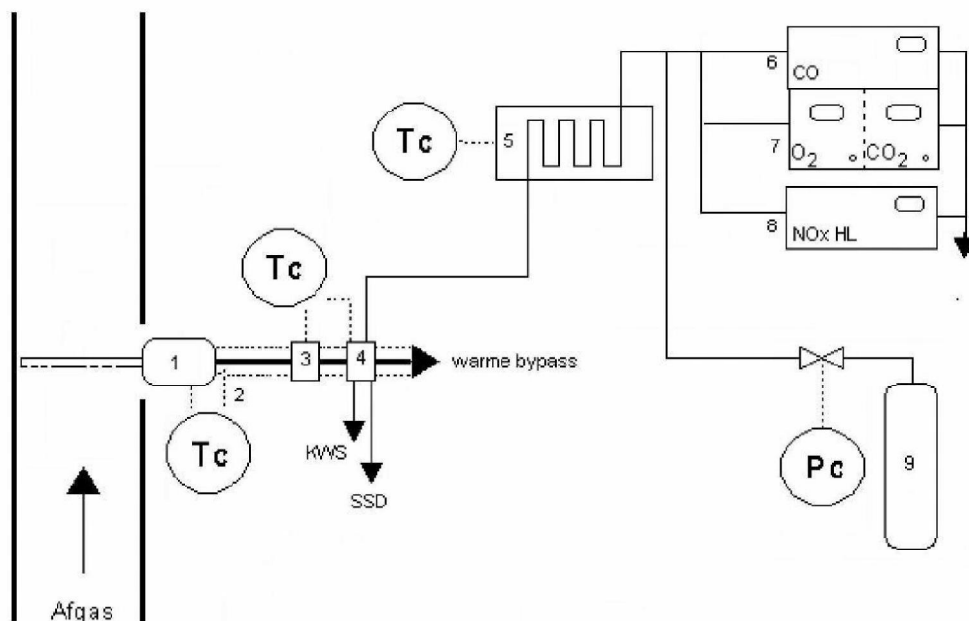 6
CO
Tc
5
7
O2
CO2
8
NOx HL
Tc
1
3
4
warme bypass
2
Tc
KWS
SSD
Pc
9
Afgas